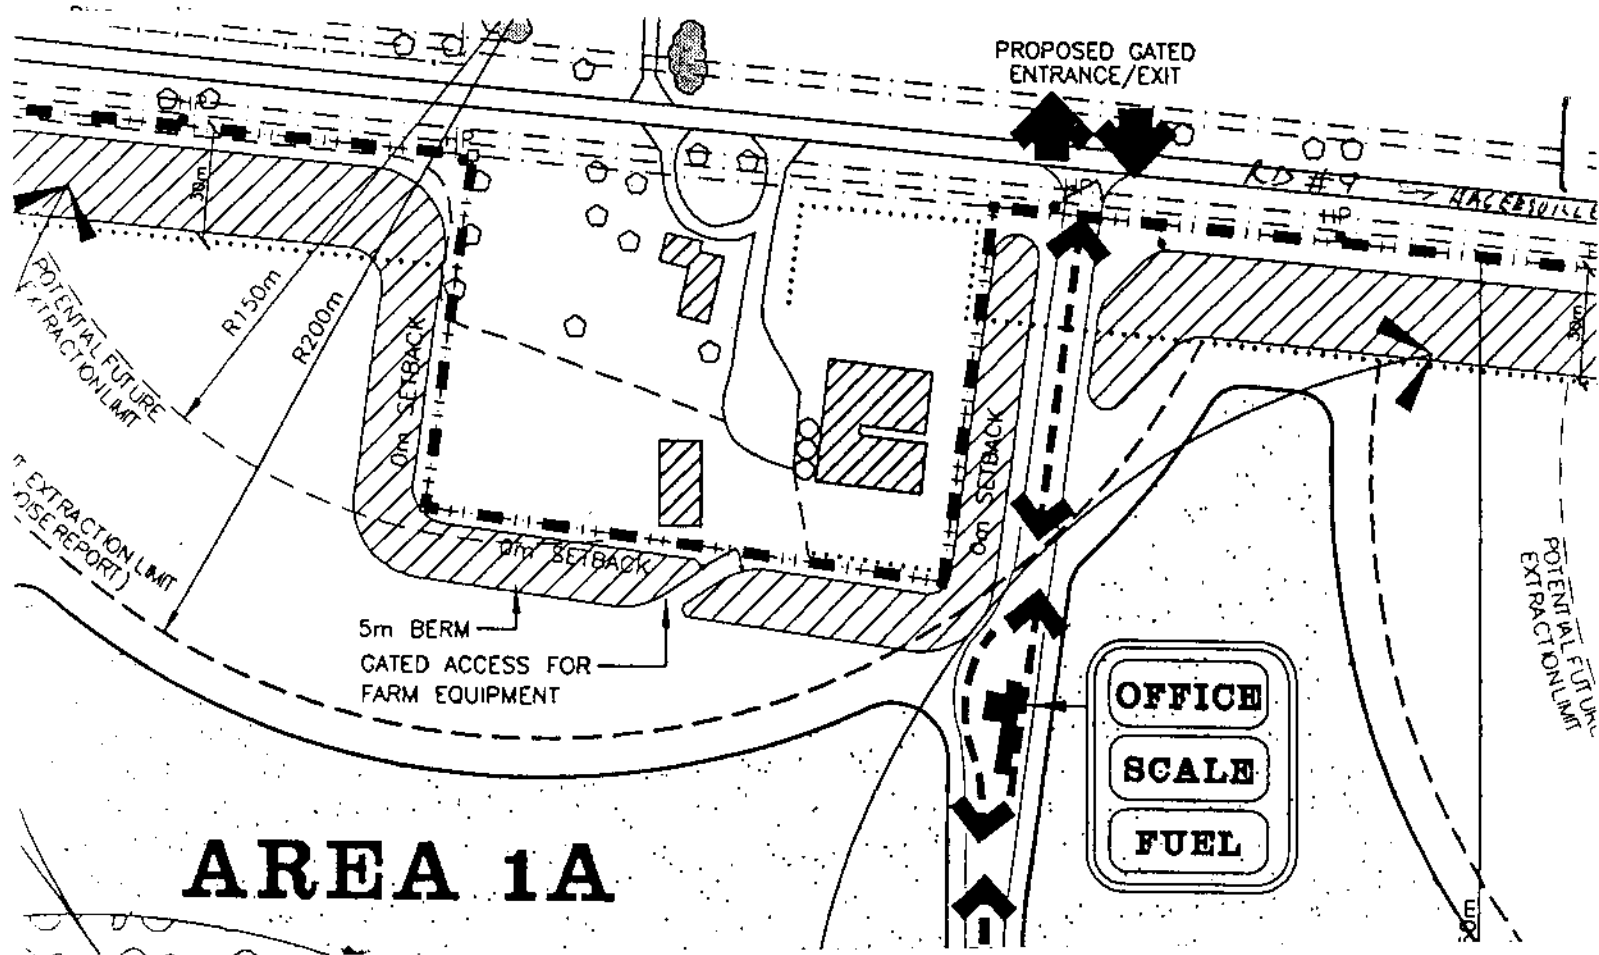 PROPOSED GATED
ENTRANCE/EXIT
HP
HP
HP
HP
RD #9 → HAGERSVILLE
30m
30m
R150m
R200m
POTENTIAL FUTURE
EXTRACTION LIMIT
EXTRACTION LIMIT
REPORT)
0m SETBACK
0m SETBACK
0m SETBACK
5m BERM
GATED ACCESS FOR
FARM EQUIPMENT
POTENTIAL FUTURE
EXTRACTION LIMIT
OFFICE
SCALE
FUEL
AREA 1A